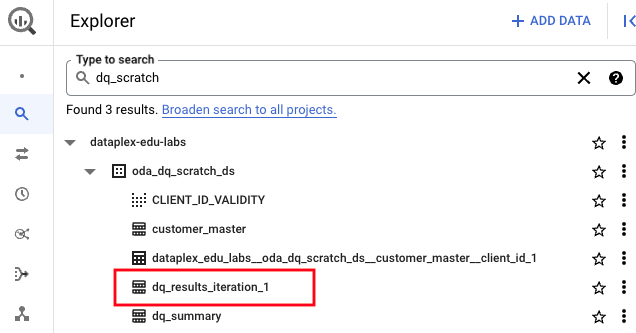 Explorer
+ ADD DATA
Type to search
dq_scratch
Found 3 results. Broaden search to all projects.
dataplex-edu-labs
oda_dq_scratch_ds
CLIENT_ID_VALIDITY
customer_master
dataplex_edu_labs__oda_dq_scratch_ds__customer_master__client_id_1
dq_results_iteration_1
dq_summary